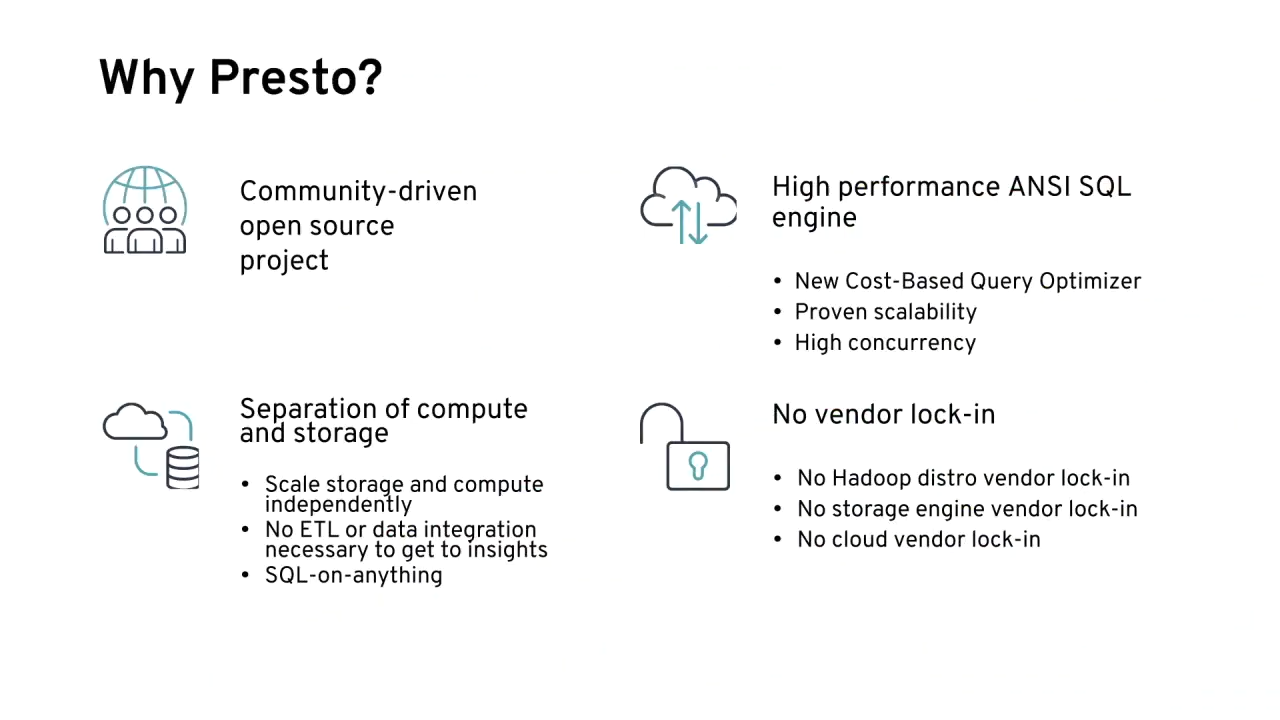 Why Presto?
Community-driven
open source
project
High performance ANSI SQL
engine
• New Cost-Based Query Optimizer
• Proven scalability
• High concurrency
Separation of compute
and storage
• Scale storage and compute
independently
• No ETL or data integration
necessary to get to insights
• SQL-on-anything
No vendor lock-in
• No Hadoop distro vendor lock-in
• No storage engine vendor lock-in
• No cloud vendor lock-in